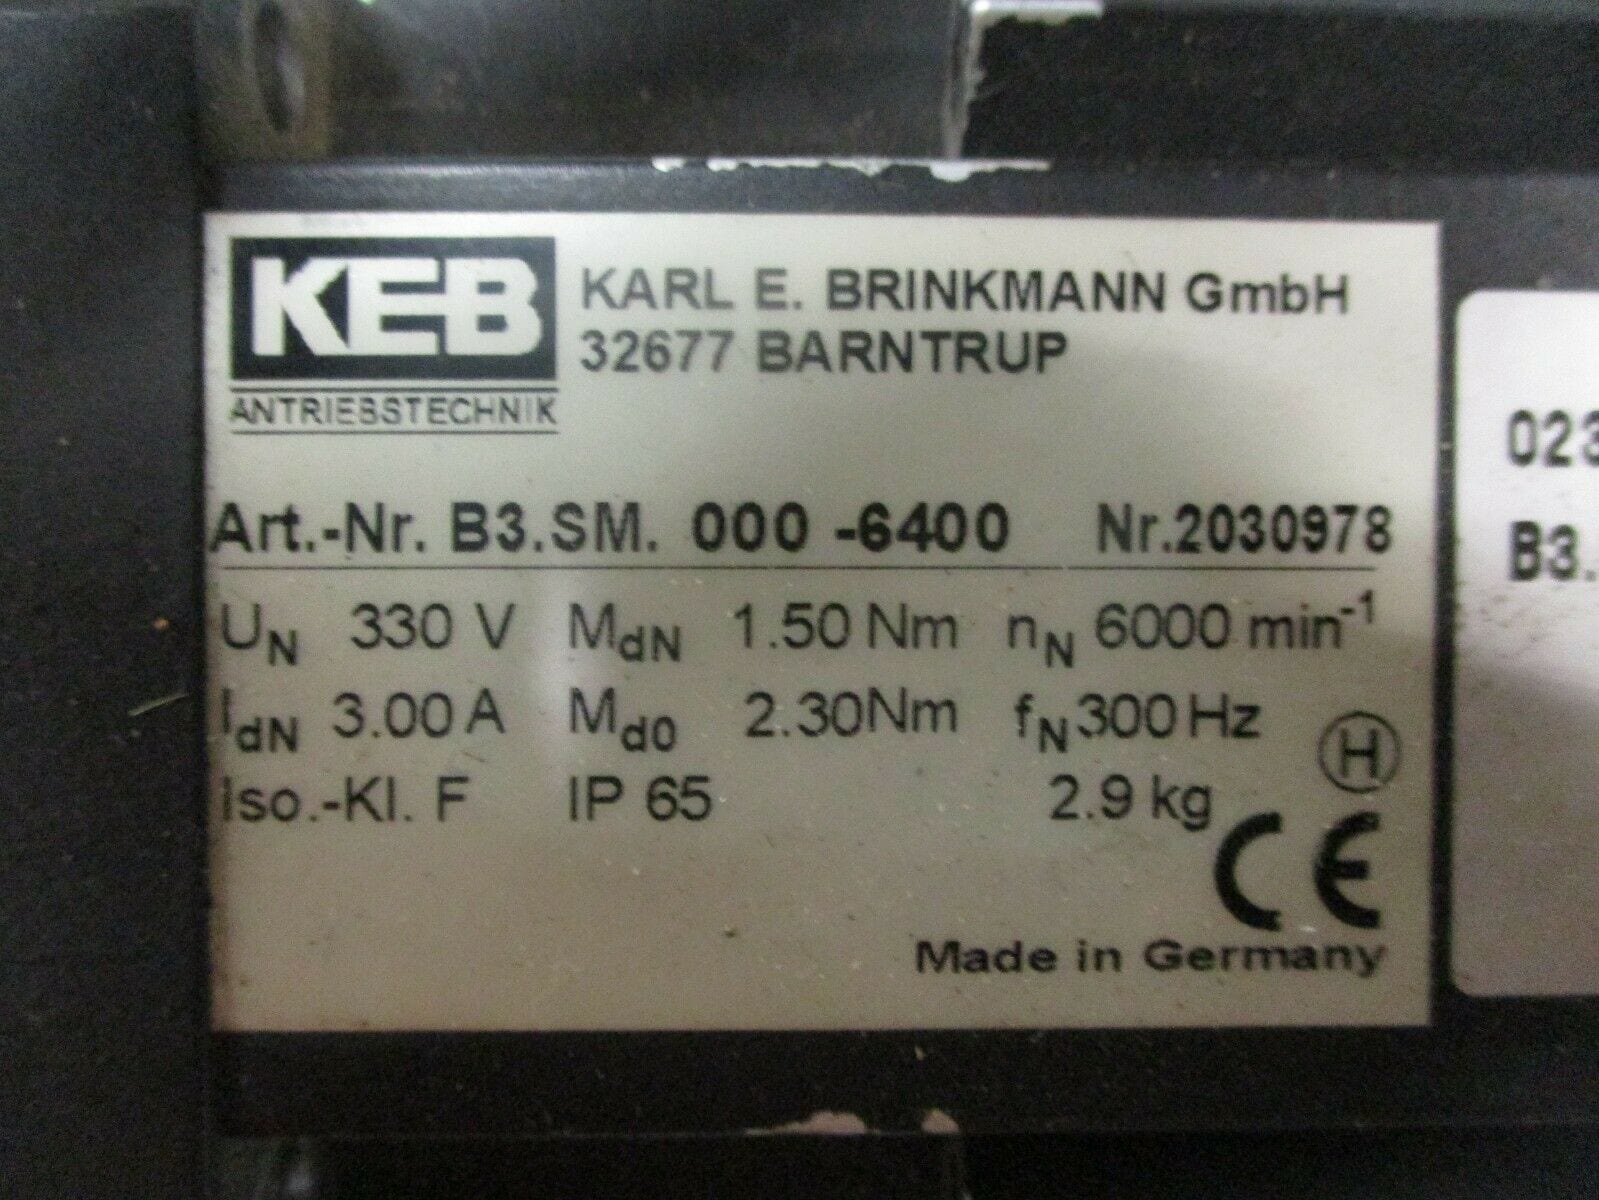 KEB
ANTRIEBSTECHNIK
KARL E. BRINKMANN GmbH
32677 BARNTRUP
Art.-Nr. B3.SM. 000 -6400 Nr.2030978
UN 330 V MdN 1.50 Nm nN 6000 min-1
IdN 3.00 A Md0 2.30Nm fN 300 Hz
H
Iso.-Kl. F IP 65 2.9 kg
CE
Made in Germany
023
B3.